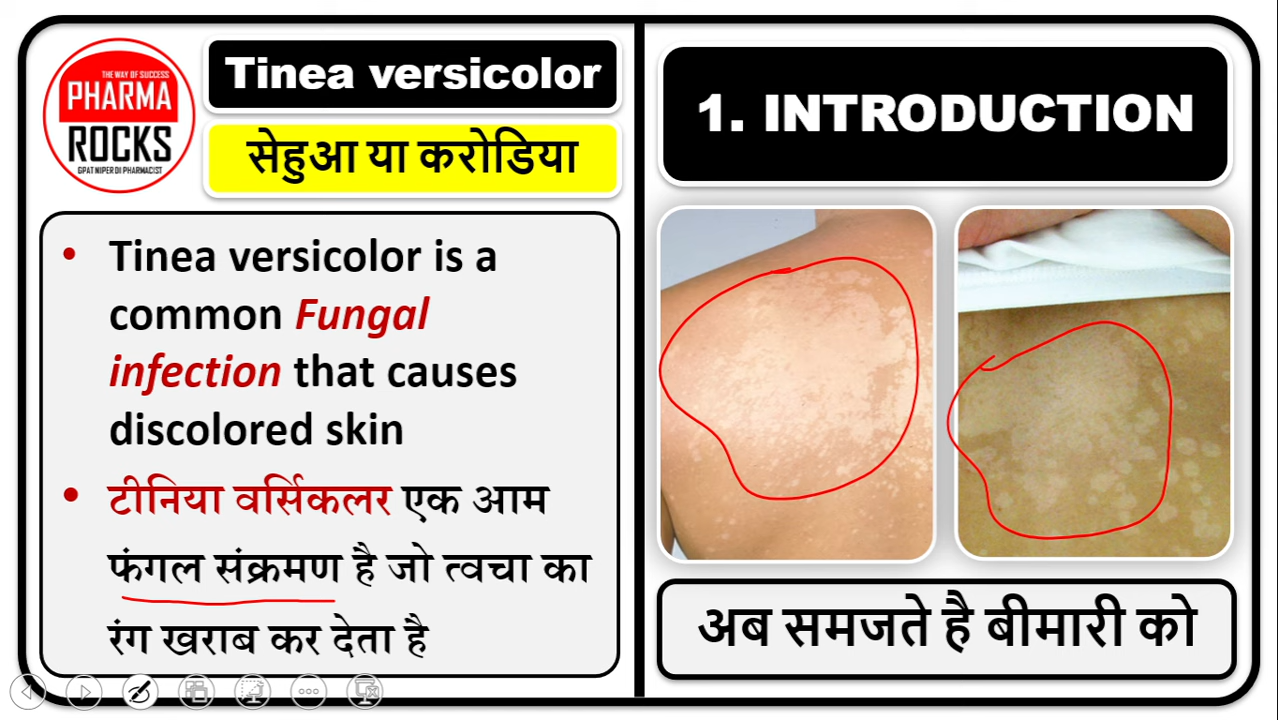 THE WAY OF SUCCESS
PHARMA
ROCKS
GPAT NIPER DI PHARMACIST
Tinea versicolor
सेहुआ या करोडिया
• Tinea versicolor is a
common Fungal
infection that causes
discolored skin
• टीनिया वर्सिकलर एक आम
फंगल संक्रमण है जो त्वचा का
रंग खराब कर देता है
1. INTRODUCTION
अब समजते है बीमारी को